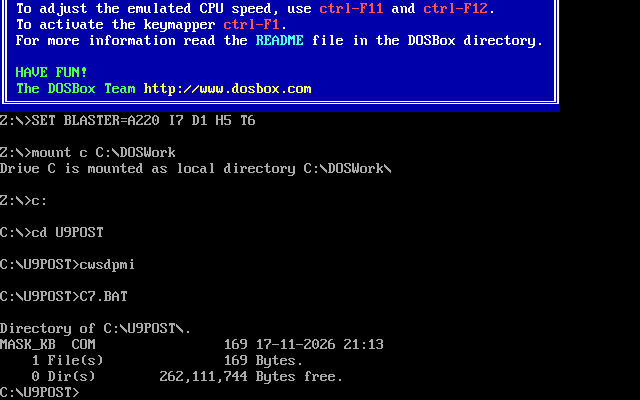 To adjust the emulated CPU speed, use ctrl-F11 and ctrl-F12.
To activate the keymapper ctrl-F1.
For more information read the README file in the DOSBox directory.
HAVE FUN!
The DOSBox Team http://www.dosbox.com
Z:\>SET BLASTER=A220 I7 D1 H5 T6
Z:\>mount c C:\DOSWork
Drive C is mounted as local directory C:\DOSWork\
Z:\>c:
C:\>cd U9POST
C:\U9POST>cwsdpmi
C:\U9POST>C7.BAT
Directory of C:\U9POST\.
MASK_KB  COM                169 17-11-2026 21:13
    1 File(s)               169 Bytes.
    0 Dir(s)        262,111,744 Bytes free.
C:\U9POST>